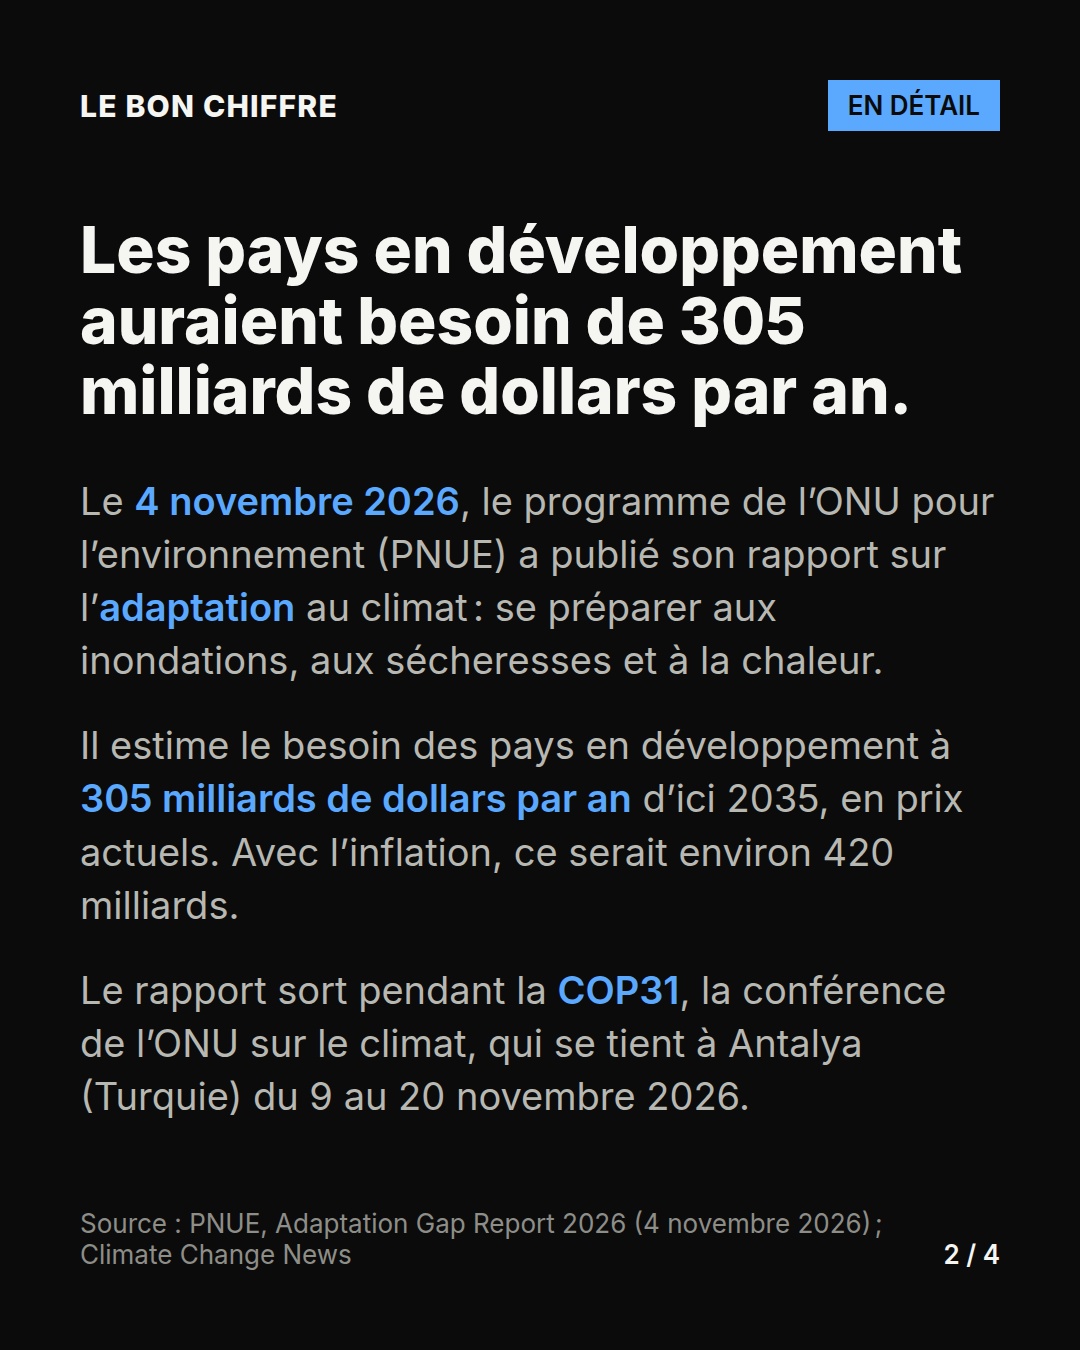 LE BON CHIFFRE
EN DÉTAIL
Les pays en développement
auraient besoin de 305
milliards de dollars par an.
Le 4 novembre 2026, le programme de l’ONU pour
l’environnement (PNUE) a publié son rapport sur
l’adaptation au climat : se préparer aux
inondations, aux sécheresses et à la chaleur.
Il estime le besoin des pays en développement à
305 milliards de dollars par an d’ici 2035, en prix
actuels. Avec l’inflation, ce serait environ 420
milliards.
Le rapport sort pendant la COP31, la conférence
de l’ONU sur le climat, qui se tient à Antalya
(Turquie) du 9 au 20 novembre 2026.
Source : PNUE, Adaptation Gap Report 2026 (4 novembre 2026) ;
Climate Change News
2 / 4